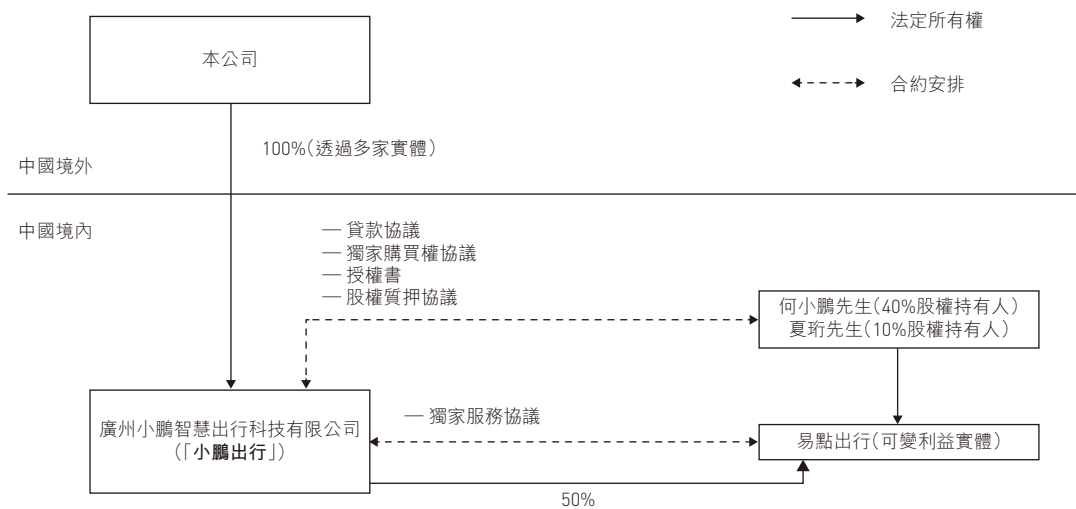 法定所有權
本公司
合約安排
100%(透過多家實體)
中國境外
中國境內
— 貸款協議
— 獨家購買權協議
— 授權書
— 股權質押協議
何小鵬先生(40%股權持有人)
夏珩先生(10%股權持有人)
廣州小鵬智慧出行科技有限公司
(「小鵬出行」)
— 獨家服務協議
易點出行(可變利益實體)
50%